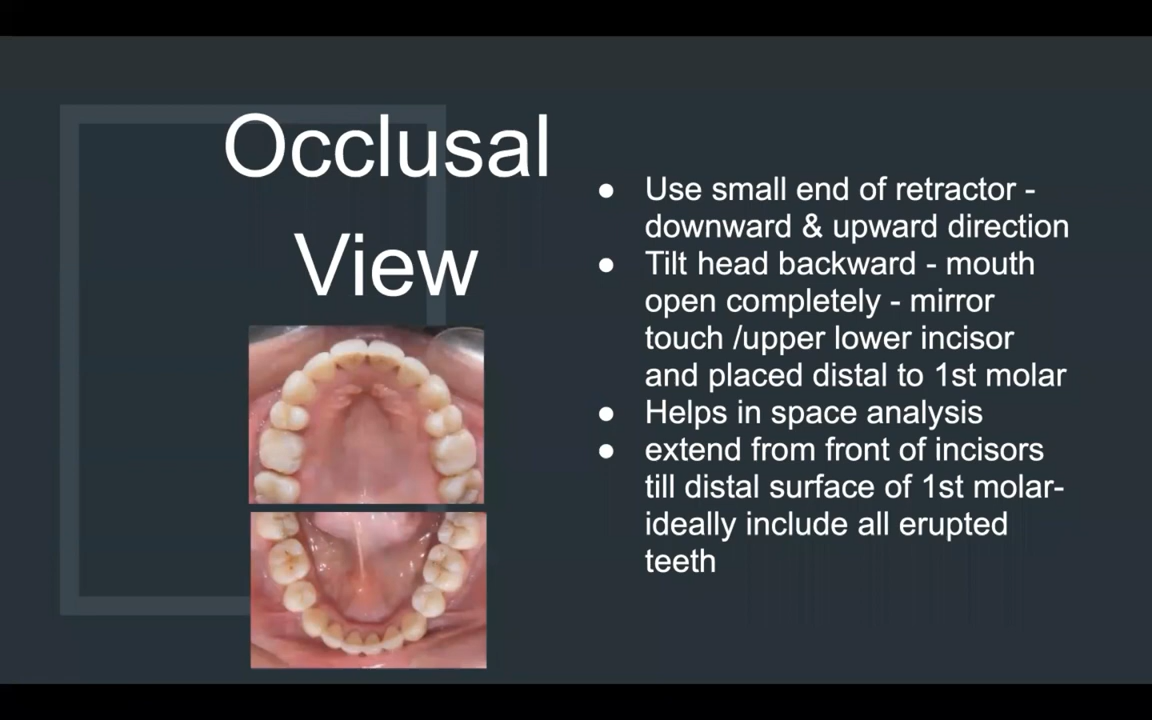 Occlusal
View
● Use small end of retractor -
downward & upward direction
● Tilt head backward - mouth
open completely - mirror
touch /upper lower incisor
and placed distal to 1st molar
● Helps in space analysis
● extend from front of incisors
till distal surface of 1st molar-
ideally include all erupted
teeth